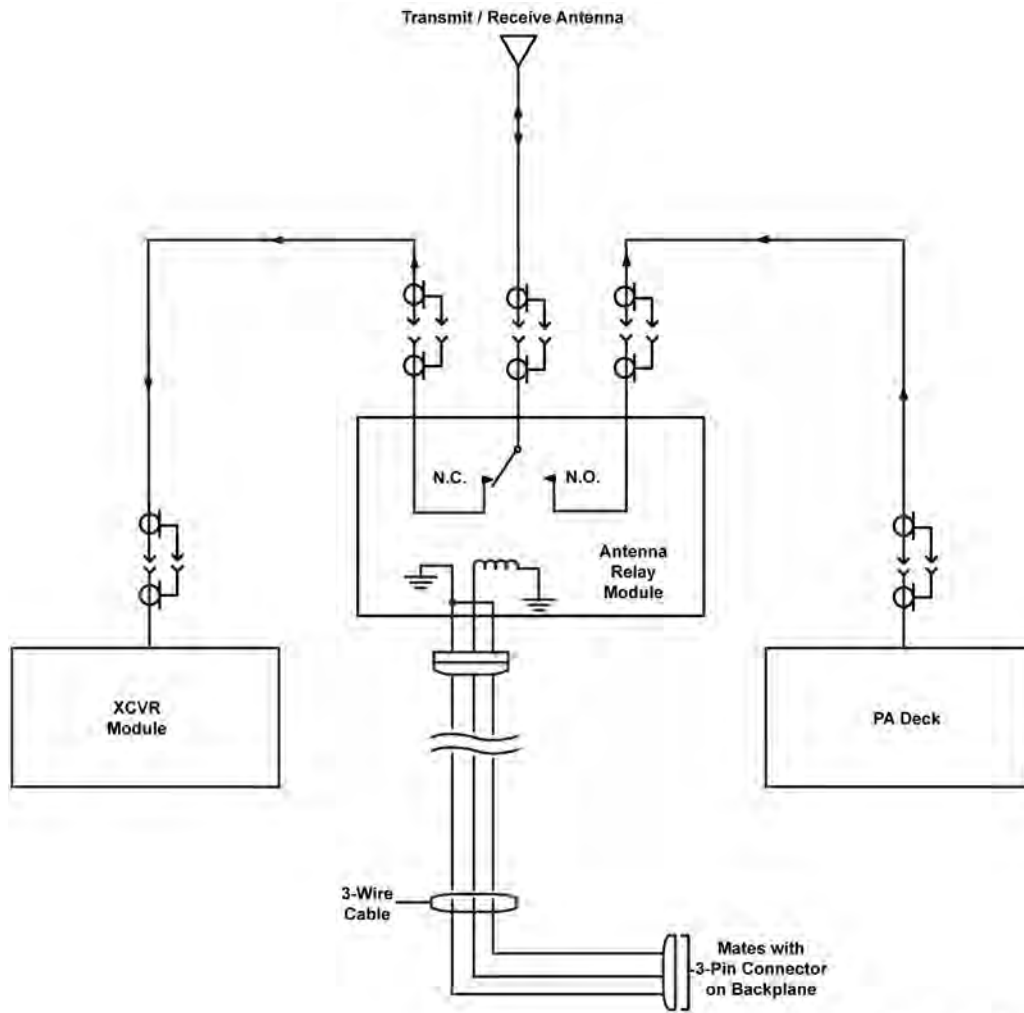 Transmit / Receive Antenna
N.C.
N.O.
Antenna
Relay
Module
XCVR
Module
PA Deck
3-Wire
Cable
Mates with
3-Pin Connector
on Backplane